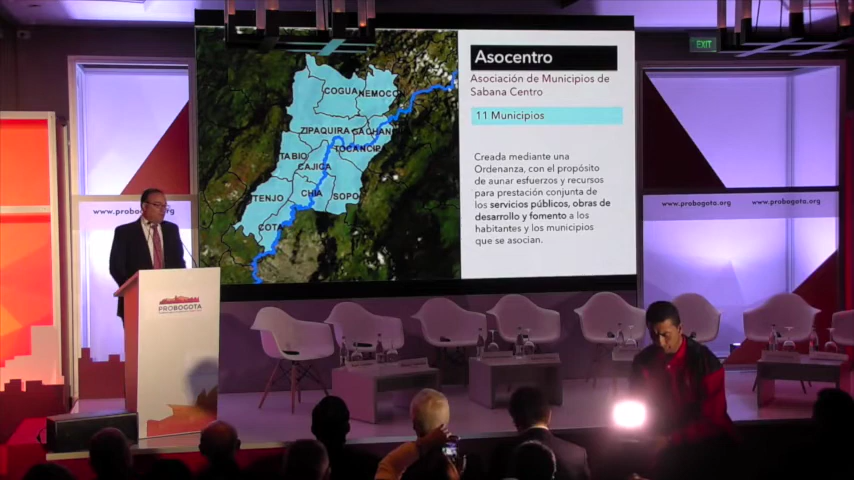 EXIT
Asocentro
Asociación de Municipios de
Sabana Centro
11 Municipios
Creada mediante una
Ordenanza, con el propósito
de aunar esfuerzos y recursos
para prestación conjunta de
los servicios públicos, obras de
desarrollo y fomento a los
habitantes y los municipios
que se asocian.
COGUA
NEMOCO
ZIPAQUIRA
GACHAN
TOCANCIPA
TABIO
CAJICA
CHIA
SOPO
TENJO
COTA
www.probogota.org
www.probogota.org
www.probogota.org
PROBOGOTA